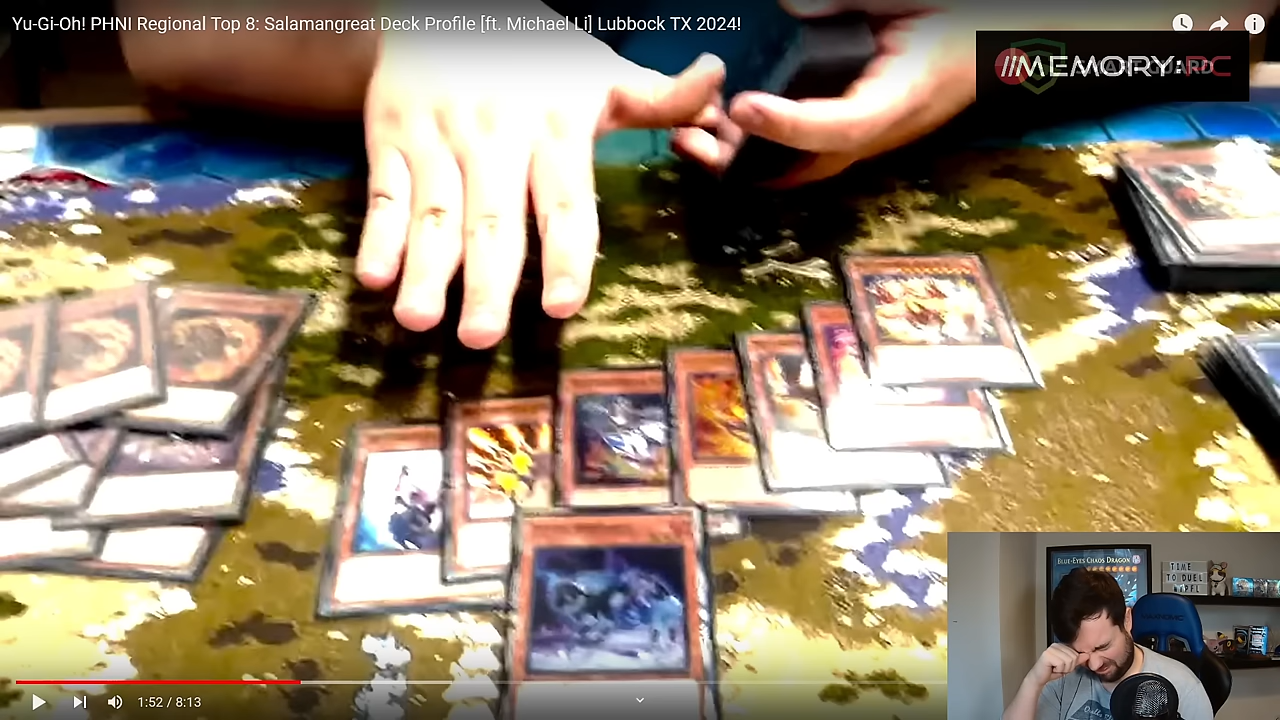 Yu-Gi-Oh! PHNI Regional Top 8: Salamangreat Deck Profile [ft. Michael Li] Lubbock TX 2024!
//MEMORY:PC
BLUE-EYES CHAOS DRAGON
TIME
TO DUEL
1:52 / 8:13